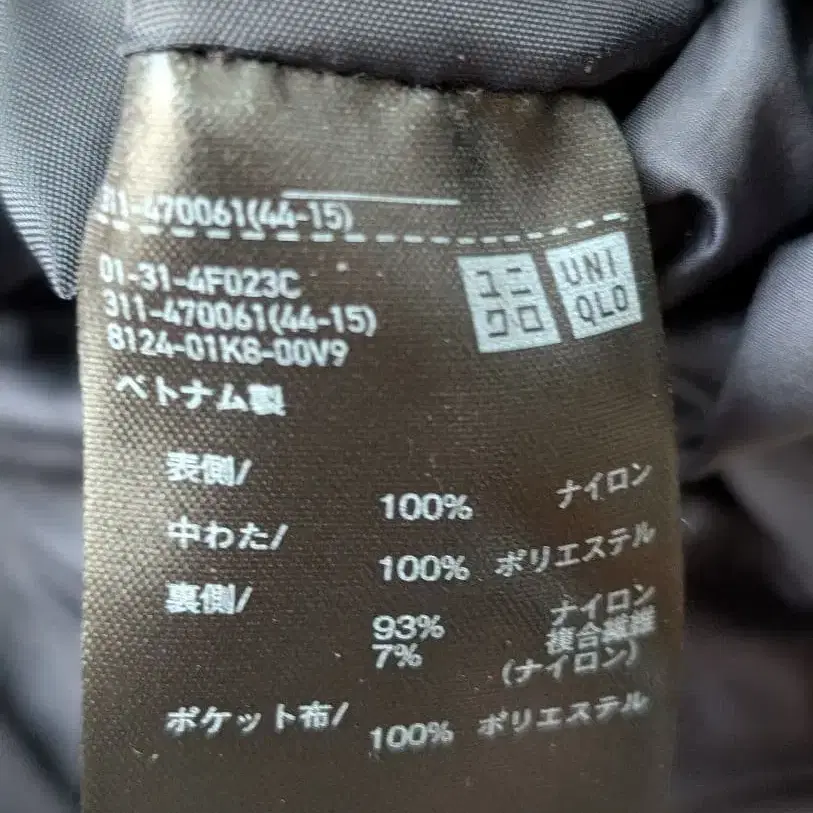 311-470061(44-15)
01-31-4F023C
311-470061(44-15)
8124-01K8-00V9
ユニ
クロ
UNI
QLO
ベトナム製
表側/
100% ナイロン
中わた/
100% ポリエステル
裏側/
93% ナイロン
7% 複合繊維
(ナイロン)
ポケット布/
100% ポリエステル